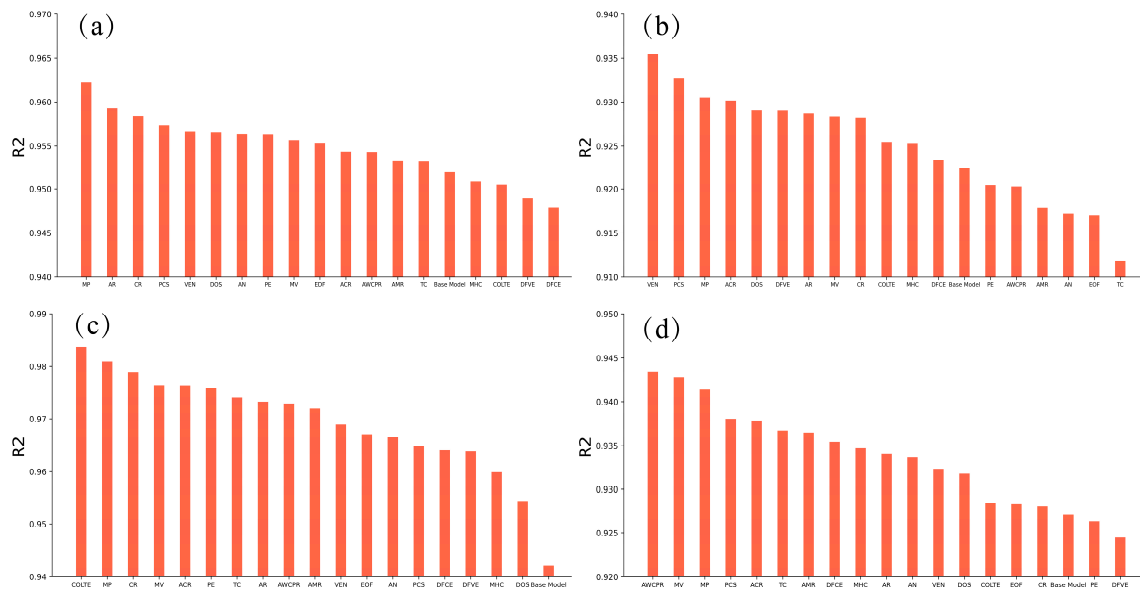 (a)
0.970
0.965
0.960
0.955
0.950
0.945
0.940
R2
MP AR CR PCS VEN DOS AN PE MV EDF ACR AWCPR AMR TC Base Model MHC COLTE DFVE DFCE
(b)
0.940
0.935
0.930
0.925
0.920
0.915
0.910
R2
VEN PCS MP ACR DOS DFVE AR MV CR COLTE MHC DFCE Base Model PE AWCPR AMR AN EOF TC
(c)
0.99
0.98
0.97
0.96
0.95
0.94
R2
COLTE MP CR MV ACR PE TC AR AWCPR AMR VEN EOF AN PCS DFCE DFVE MHC DOS Base Model
(d)
0.950
0.945
0.940
0.935
0.930
0.925
0.920
R2
AWCPR MV MP PCS ACR TC AMR DFCE MHC AR AN VEN DOS COLTE EOF CR Base Model PE DFVE